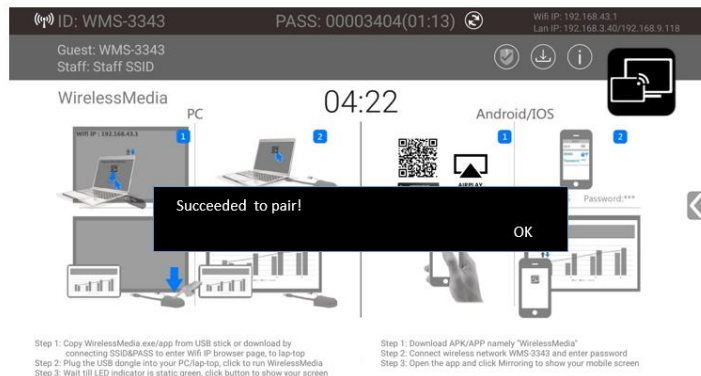 ID: WMS-3343
PASS: 00003404(01:13)
Wifi IP: 192.168.43.1
Lan IP: 192.168.3.40/192.168.9.118
Guest: WMS-3343
Staff: Staff SSID
WirelessMedia
04:22
PC
Android/IOS
Wifi IP : 192.168.43.1
1
2
1
2
AIRPLAY
Password:***
Succeeded to pair!
OK
Step 1: Copy WirelessMedia.exe/app from USB stick or download by
connecting SSID&PASS to enter Wifi IP browser page, to lap-top
Step 2: Plug the USB dongle into your PC/lap-top, click to run WirelessMedia
Step 3: Wait till LED indicator is static green, click button to show your screen
Step 1: Download APK/APP namely "WirelessMedia"
Step 2: Connect wireless network WMS-3343 and enter password
Step 3: Open the app and click Mirroring to show your mobile screen